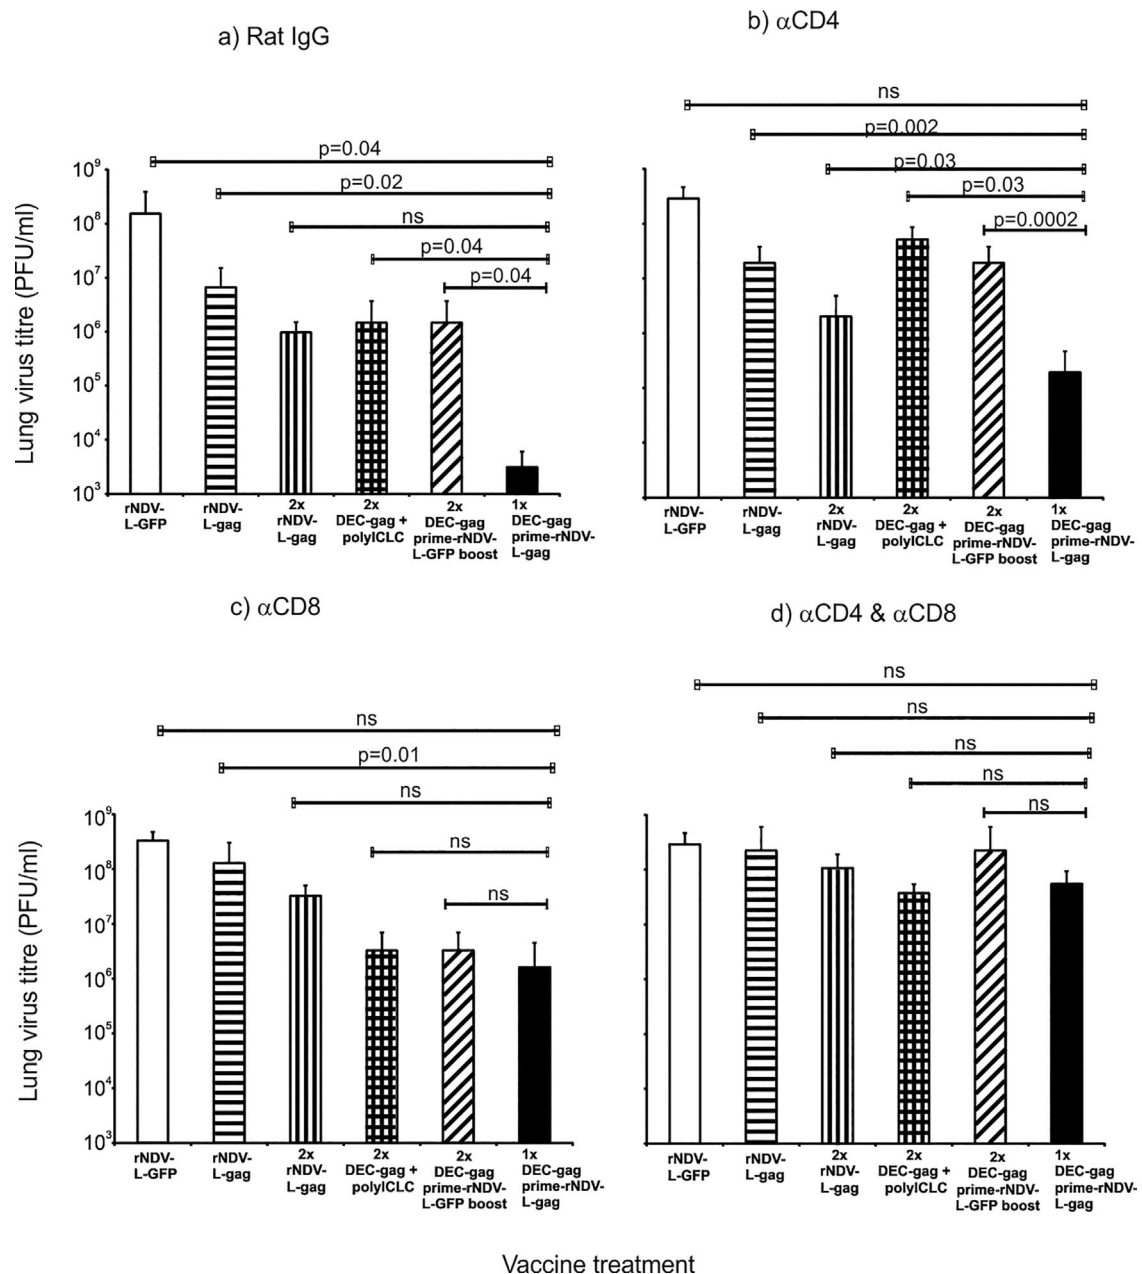 a) Rat IgG
p=0.04
p=0.02
ns
p=0.04
p=0.04
Lung virus titre (PFU/ml)
10⁹
10⁸
10⁷
10⁶
10⁵
10⁴
10³
rNDV-
L-GFP
rNDV-
L-gag
2x
rNDV-
L-gag
2x
DEC-gag +
polyICLC
2x
DEC-gag
prime-rNDV-
L-GFP boost
1x
DEC-gag
prime-rNDV-
L-gag
b) αCD4
ns
p=0.002
p=0.03
p=0.03
p=0.0002
rNDV-
L-GFP
rNDV-
L-gag
2x
rNDV-
L-gag
2x
DEC-gag +
polyICLC
2x
DEC-gag
prime-rNDV-
L-GFP boost
1x
DEC-gag
prime-rNDV-
L-gag
c) αCD8
ns
p=0.01
ns
ns
ns
Lung virus titre (PFU/ml)
10⁹
10⁸
10⁷
10⁶
10⁵
10⁴
10³
rNDV-
L-GFP
rNDV-
L-gag
2x
rNDV-
L-gag
2x
DEC-gag +
polyICLC
2x
DEC-gag
prime-rNDV-
L-GFP boost
1x
DEC-gag
prime-rNDV-
L-gag
d) αCD4 & αCD8
ns
ns
ns
ns
ns
rNDV-
L-GFP
rNDV-
L-gag
2x
rNDV-
L-gag
2x
DEC-gag +
polyICLC
2x
DEC-gag
prime-rNDV-
L-GFP boost
1x
DEC-gag
prime-rNDV-
L-gag
Vaccine treatment